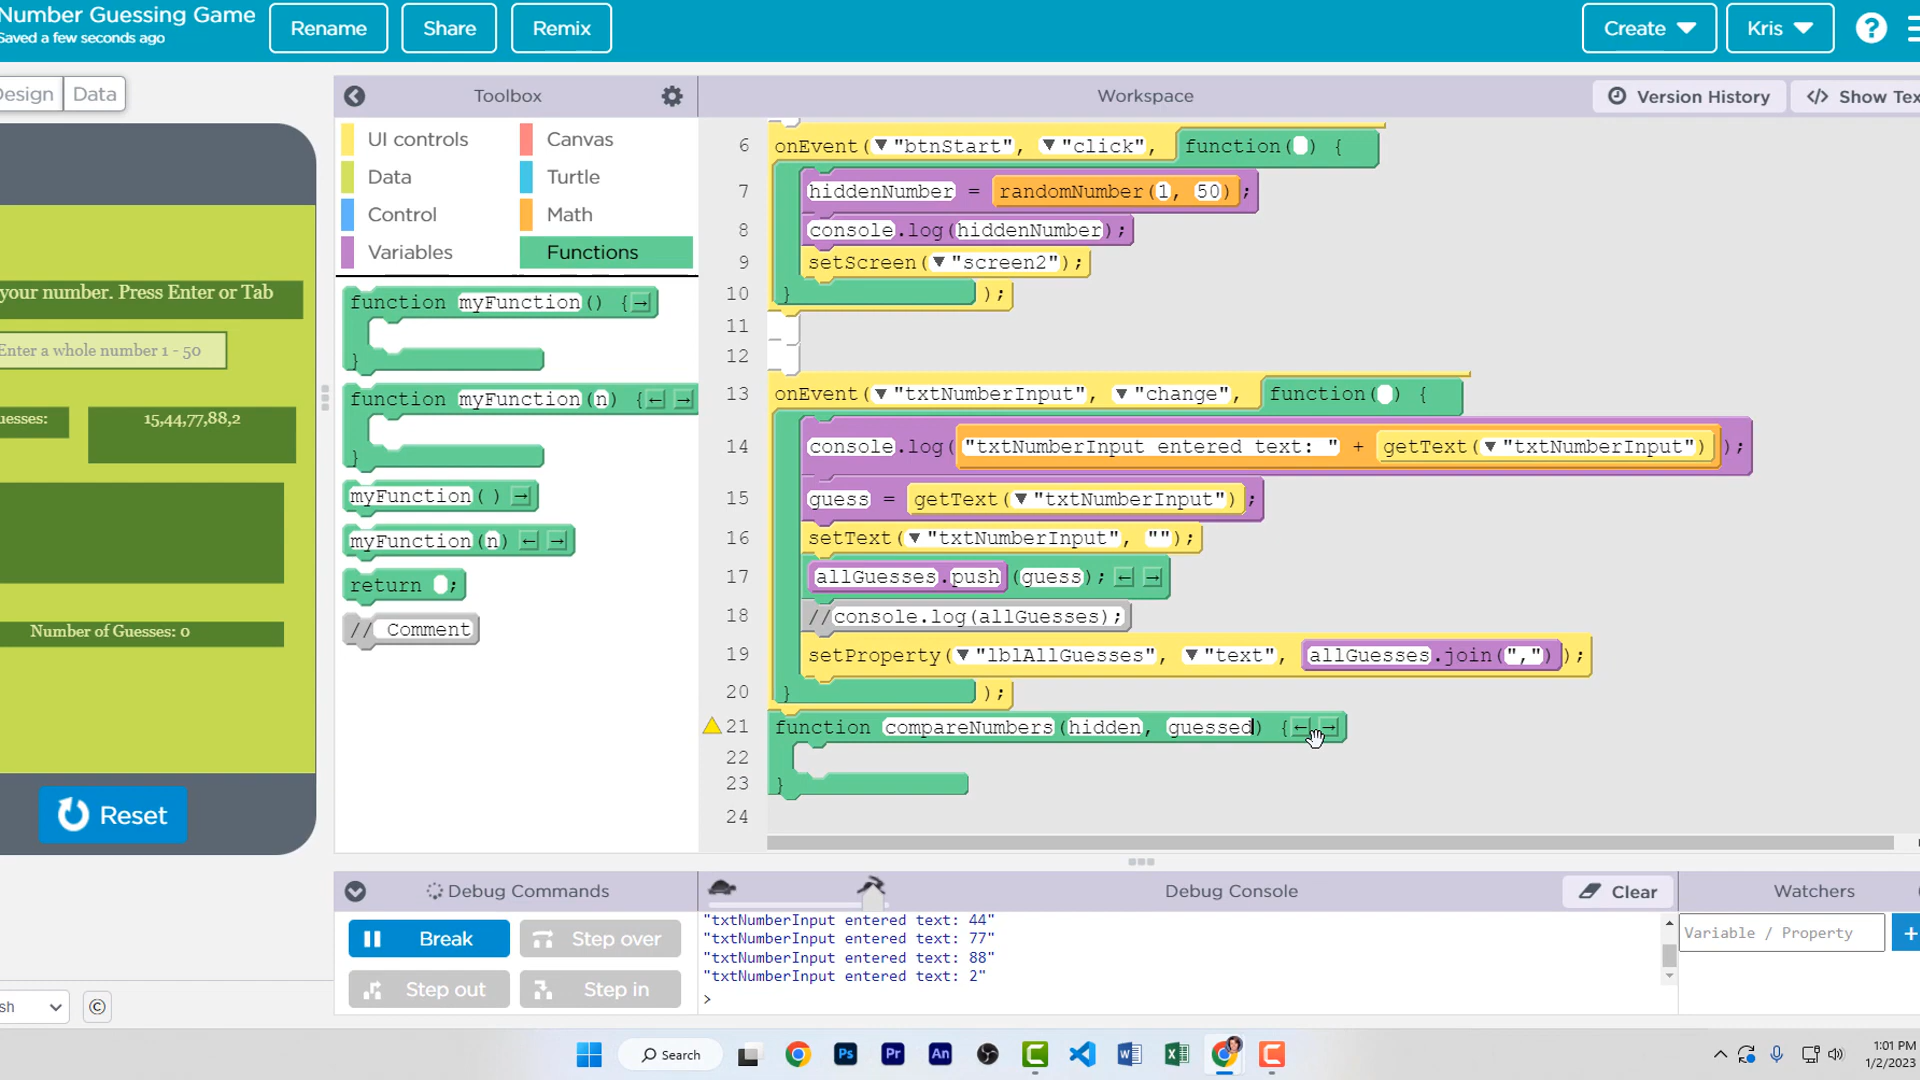 Number Guessing Game
Saved a few seconds ago
Rename
Share
Remix
Create
Kris
?
Design
Data
Toolbox
Workspace
Version History
</> Show Tex
UI controls
Canvas
Data
Turtle
Control
Math
Variables
Functions
function myFunction() {
}
function myFunction(n) {
}
myFunction()
myFunction(n)
return ;
// Comment
your number. Press Enter or Tab
Enter a whole number 1 - 50
uesses:
15,44,77,88,2
Number of Guesses: 0
Reset
6 onEvent("btnStart", "click", function() {
7 hiddenNumber = randomNumber(1, 50);
8 console.log(hiddenNumber);
9 setScreen("screen2");
10 } );
11
12
13 onEvent("txtNumberInput", "change", function() {
14 console.log("txtNumberInput entered text: " + getText("txtNumberInput"));
15 guess = getText("txtNumberInput");
16 setText("txtNumberInput", "");
17 allGuesses.push(guess);
18 //console.log(allGuesses);
19 setProperty("lblAllGuesses", "text", allGuesses.join(","));
20 } );
21 function compareNumbers(hidden, guessed) {
22
23 }
24
Debug Commands
Debug Console
Clear
Watchers
Break
Step over
Step out
Step in
"txtNumberInput entered text: 44"
"txtNumberInput entered text: 77"
"txtNumberInput entered text: 88"
"txtNumberInput entered text: 2"
>
Variable / Property
+
sh
©
Search
Ps
Pr
An
1:01 PM
1/2/2023